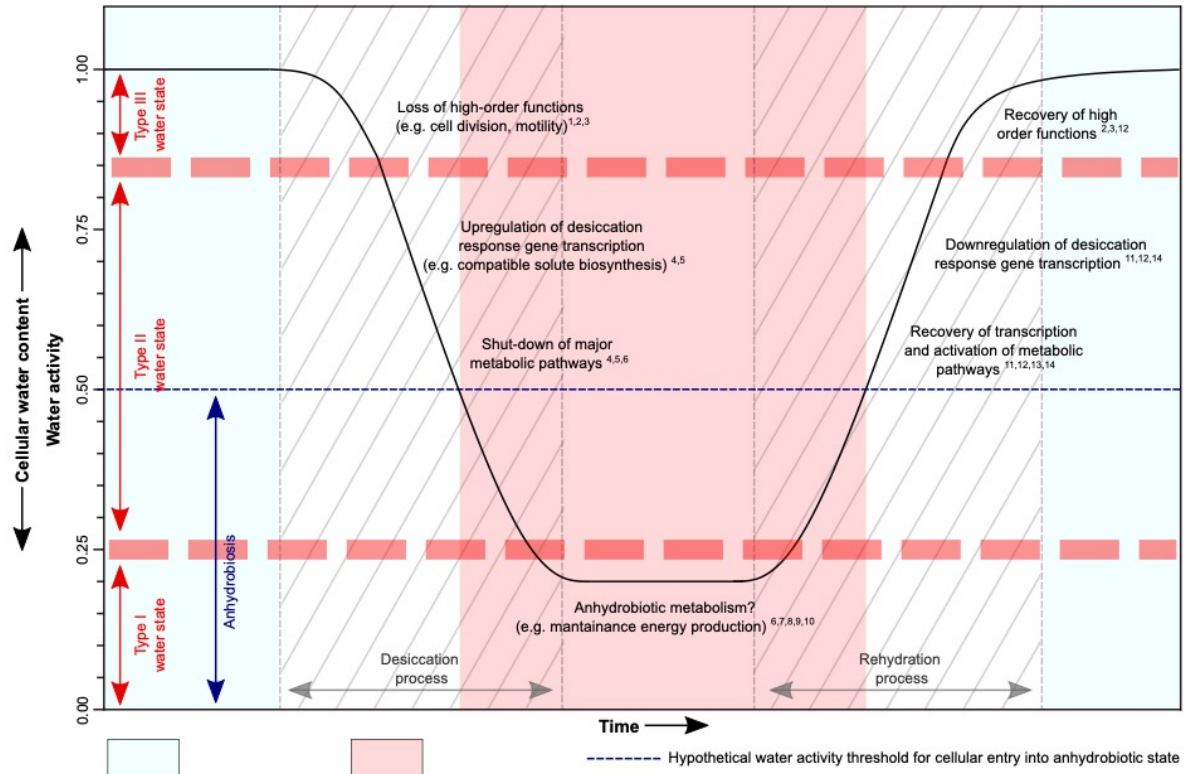 1.00
0.75
0.50
0.25
0.00
Cellular water content
Water activity
Type III
water state
Type II
water state
Type I
water state
Anhydrobiosis
Loss of high-order functions
(e.g. cell division, motility)1,2,3
Upregulation of desiccation
response gene transcription
(e.g. compatible solute biosynthesis) 4,5
Shut-down of major
metabolic pathways 4,5,6
Anhydrobiotic metabolism?
(e.g. mantainance energy production) 6,7,8,9,10
Recovery of high
order functions 2,3,12
Downregulation of desiccation
response gene transcription 11,12,14
Recovery of transcription
and activation of metabolic
pathways 11,12,13,14
Desiccation
process
Rehydration
process
Time
Hypothetical water activity threshold for cellular entry into anhydrobiotic state